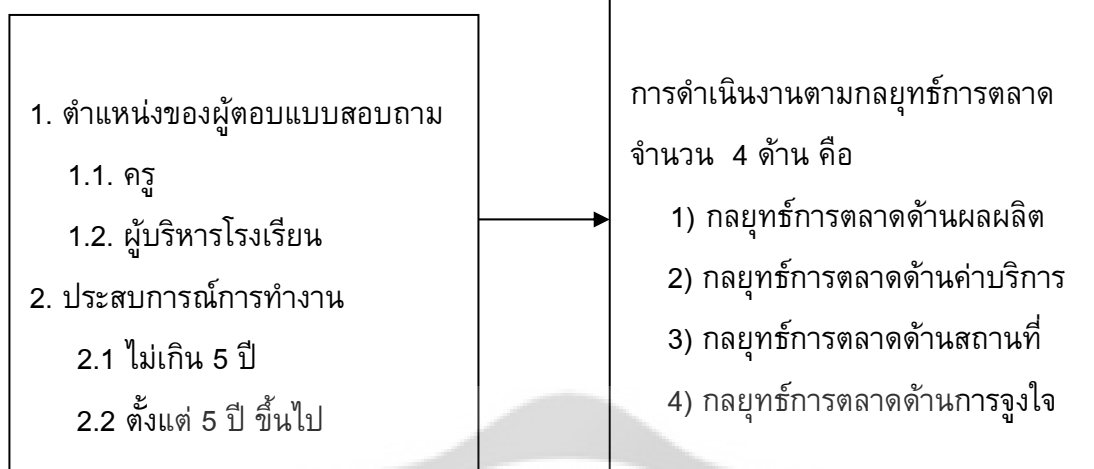 1. ตำแหน่งของผู้ตอบแบบสอบถาม
1.1. ครู
1.2. ผู้บริหารโรงเรียน
2. ประสบการณ์การทำงาน
2.1 ไม่เกิน 5 ปี
2.2 ตั้งแต่ 5 ปี ขึ้นไป
การดำเนินงานตามกลยุทธ์การตลาด
จำนวน 4 ด้าน คือ
1) กลยุทธ์การตลาดด้านผลผลิต
2) กลยุทธ์การตลาดด้านค่าบริการ
3) กลยุทธ์การตลาดด้านสถานที่
4) กลยุทธ์การตลาดด้านการจูงใจ